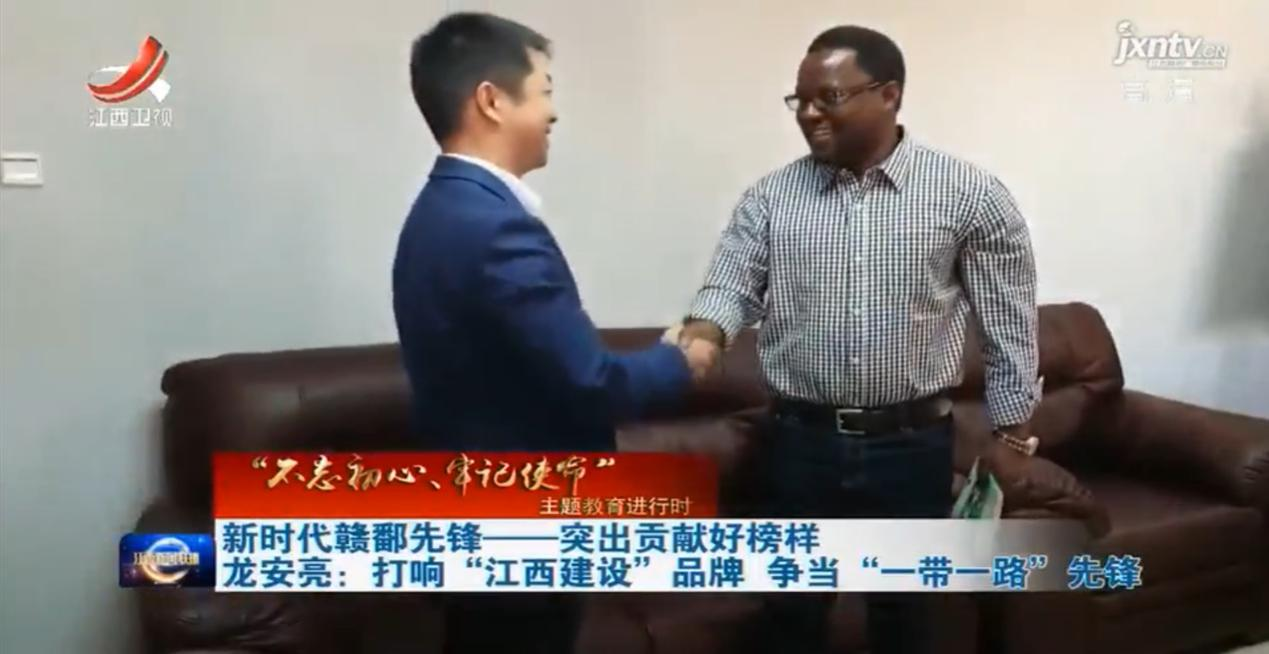 江西卫视
jxntv.CN
高清
“不忘初心、牢记使命”
主题教育进行时
新时代赣鄱先锋——突出贡献好榜样
龙安亮：打响“江西建设”品牌 争当“一带一路”先锋